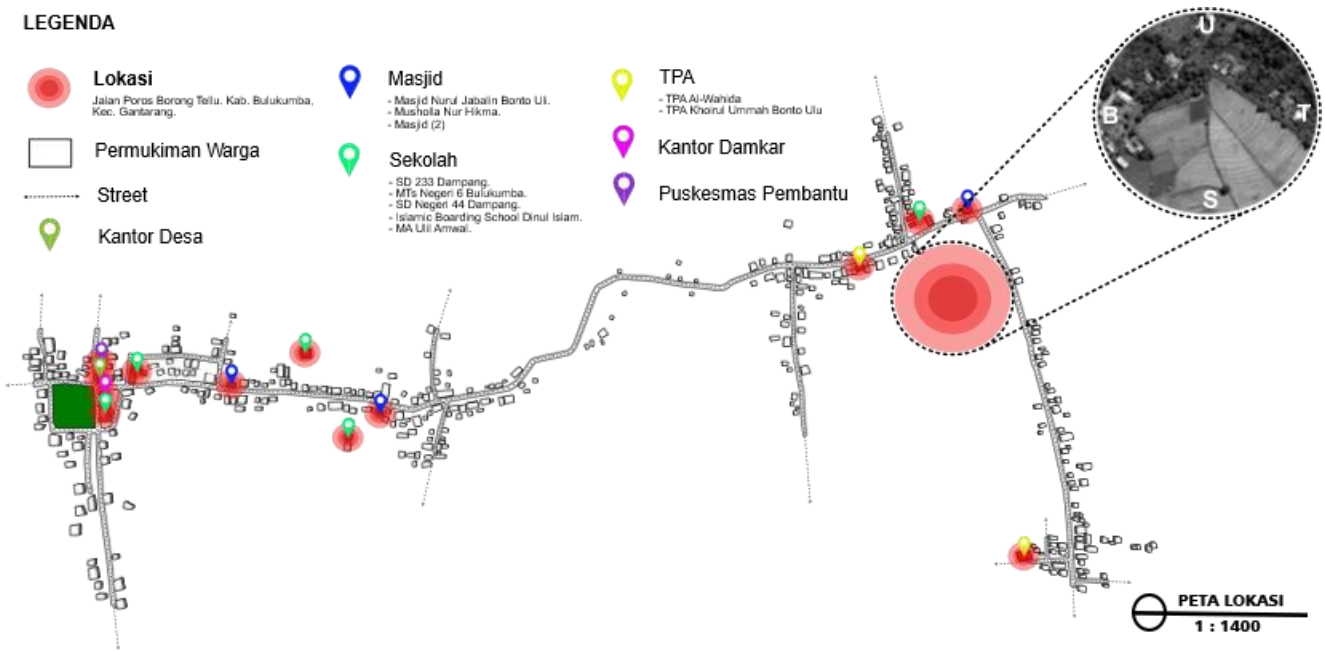 LEGENDA
Lokasi
Jalan Poros Borong Tellu. Kab. Bulukumba,
Kec. Gantarang.
Permukiman Warga
Street
Kantor Desa
Masjid
- Masjid Nurul Jabalin Bonto Uli.
- Musholla Nur Hikma.
- Masjid (2)
Sekolah
- SD 233 Dampang.
- MTs Negeri 6 Bulukumba.
- SD Negeri 44 Dampang.
- Islamic Boarding School Dinul Islam.
- MA Ulil Amwal.
TPA
- TPA Al-Wahida
- TPA Khoirul Ummah Bonto Ulu
Kantor Damkar
Puskesmas Pembantu
U
B
T
S
PETA LOKASI
1 : 1400